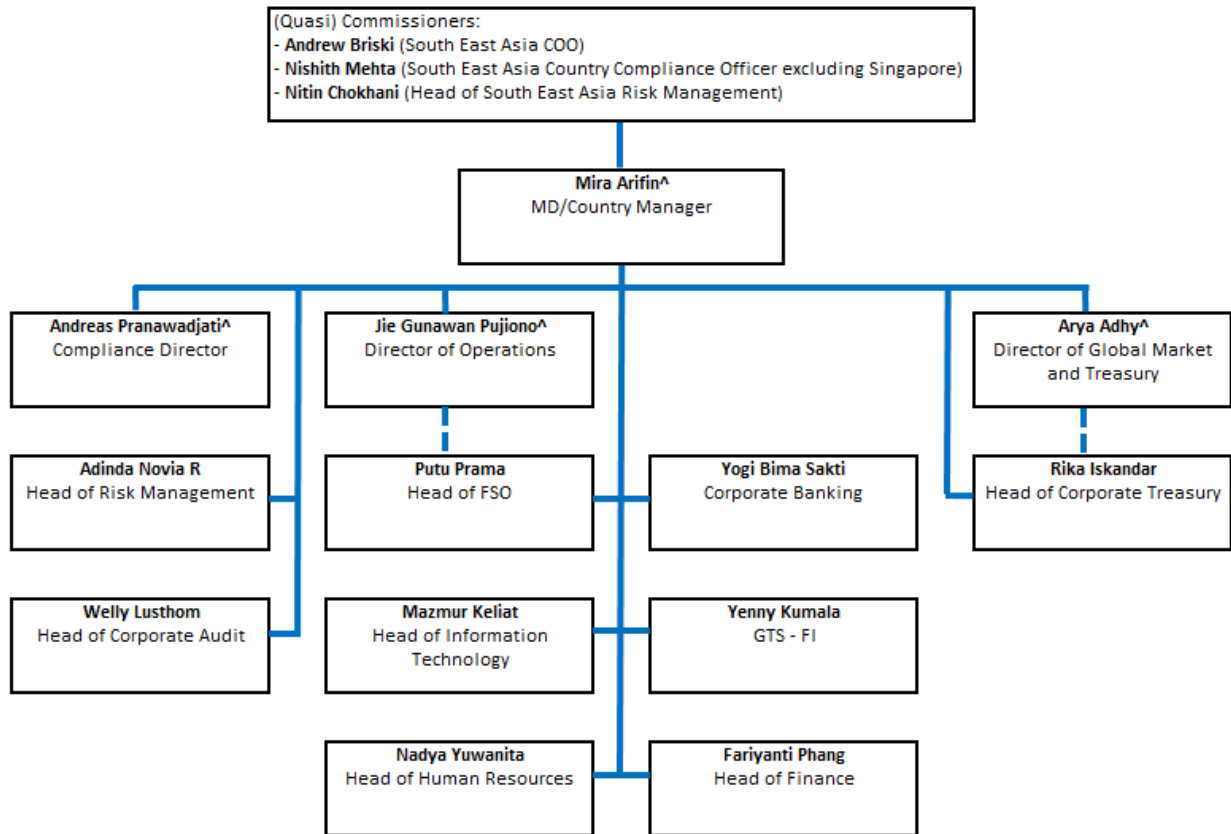 (Quasi) Commissioners:
- Andrew Briski (South East Asia COO)
- Nishith Mehta (South East Asia Country Compliance Officer excluding Singapore)
- Nitin Chokhani (Head of South East Asia Risk Management)
Mira Arifin^
MD/Country Manager
Andreas Pranawadjati^
Compliance Director
Jie Gunawan Pujiono^
Director of Operations
Arya Adhy^
Director of Global Market
and Treasury
Adinda Novia R
Head of Risk Management
Putu Prama
Head of FSO
Yogi Bima Sakti
Corporate Banking
Rika Iskandar
Head of Corporate Treasury
Welly Lusthom
Head of Corporate Audit
Mazmur Keliat
Head of Information
Technology
Yenny Kumala
GTS - FI
Nadya Yuwanita
Head of Human Resources
Fariyanti Phang
Head of Finance